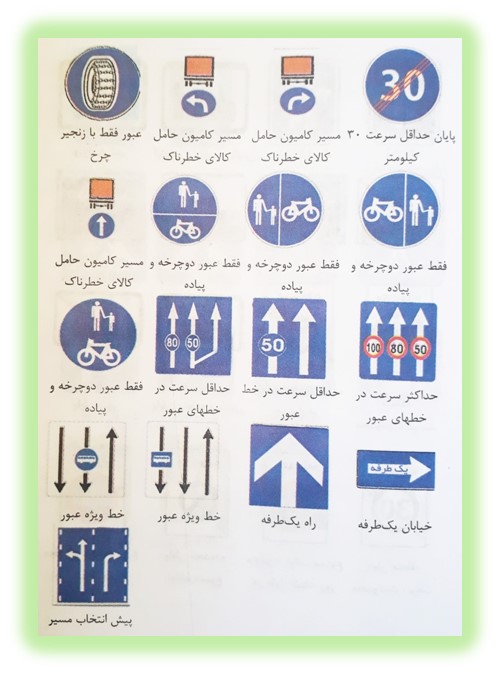 30
پایان حداقل سرعت ۳۰
کیلومتر
مسیر کامیون حامل
کالای خطرناک
مسیر کامیون حامل
کالای خطرناک
عبور فقط با زنجیر
چرخ
فقط عبور دوچرخه و
پیاده
فقط عبور دوچرخه و
پیاده
فقط عبور دوچرخه و
پیاده
مسیر کامیون حامل
کالای خطرناک
100 80 50
حداکثر سرعت در
خطهای عبور
50
حداقل سرعت در خط
عبور
80 50
حداقل سرعت در
خطهای عبور
فقط عبور دوچرخه و
پیاده
یک طرفه
خیابان یک‌طرفه
راه یک‌طرفه
خط ویژه عبور
خط ویژه عبور
پیش انتخاب مسیر